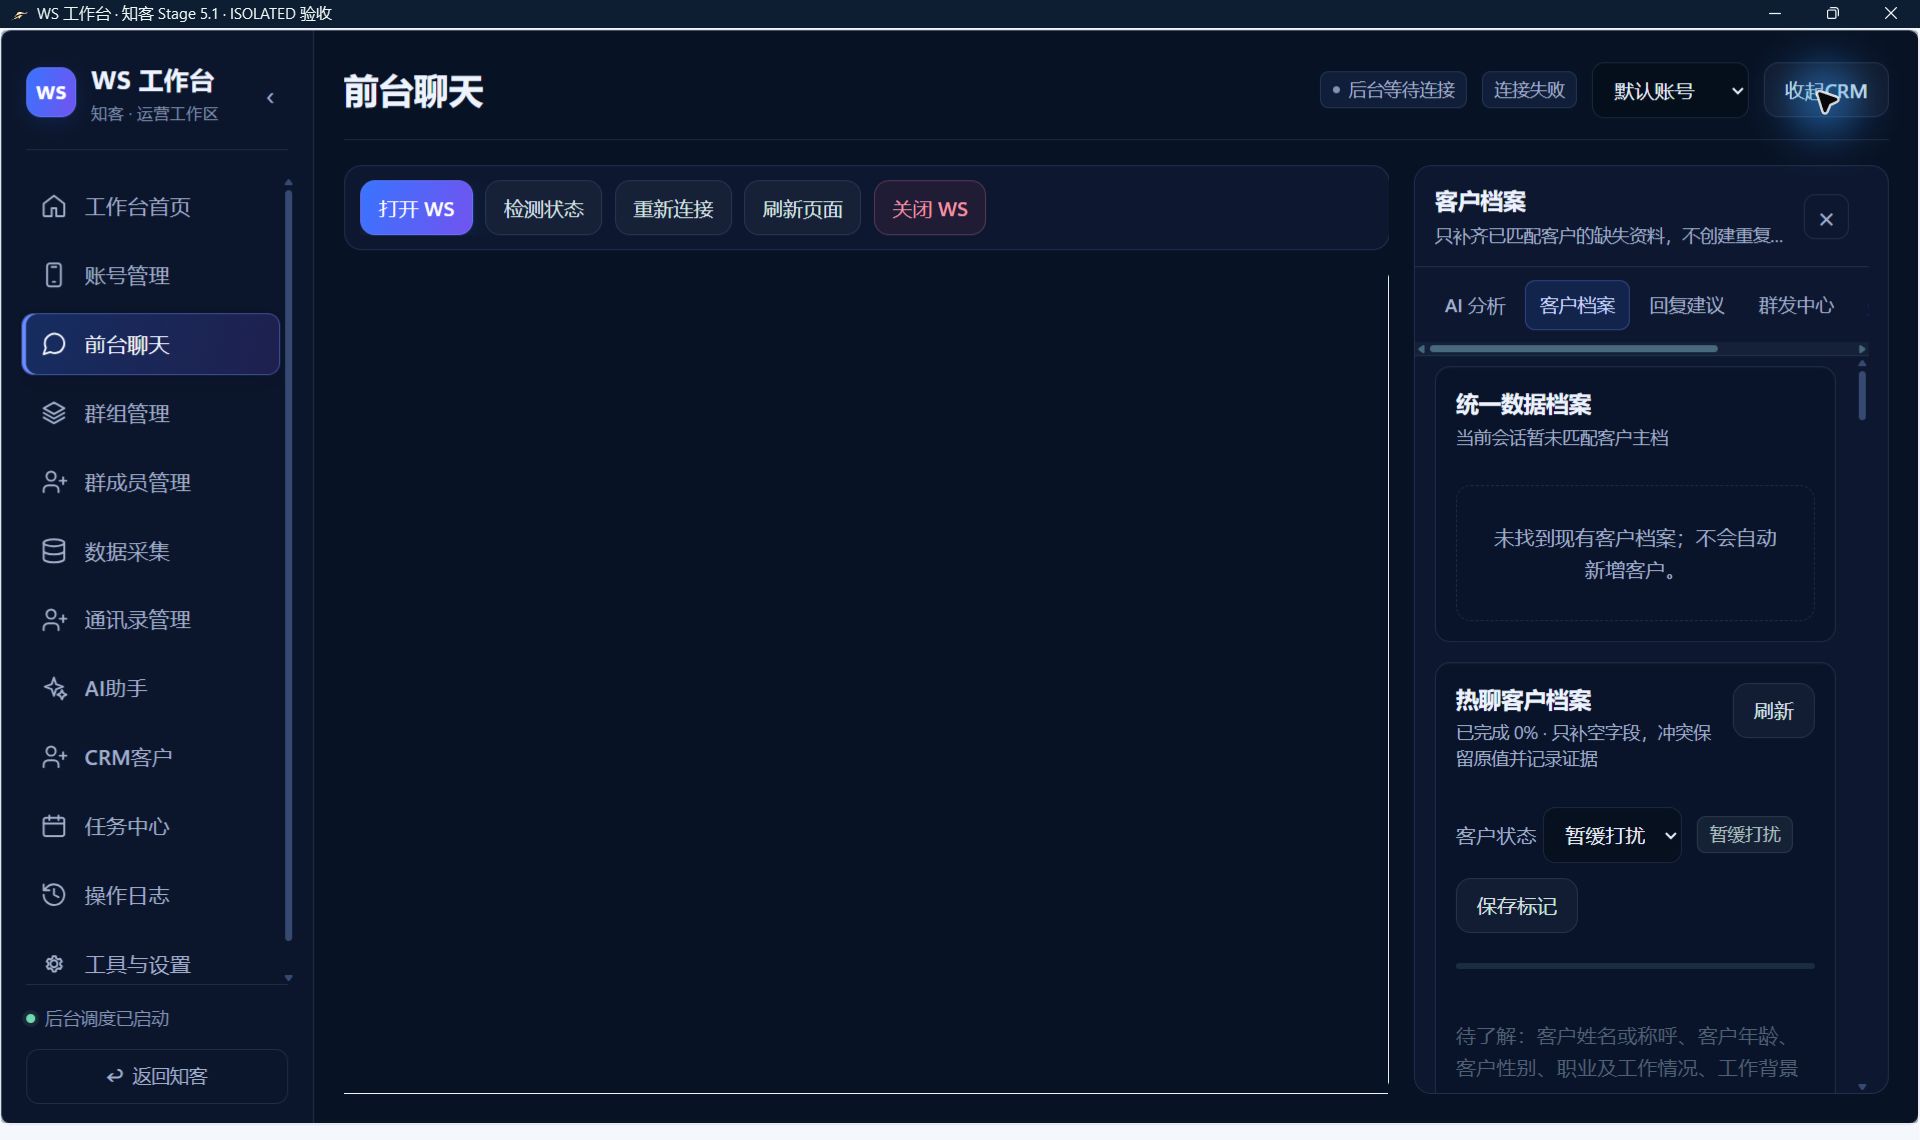 WS 工作台 · 知客 Stage 5.1 · ISOLATED 验收
WS
WS 工作台
知客 · 运营工作区
工作台首页
账号管理
前台聊天
群组管理
群成员管理
数据采集
通讯录管理
AI助手
CRM客户
任务中心
操作日志
工具与设置
后台调度已启动
返回知客
前台聊天
后台等待连接
连接失败
默认账号
收起CRM
打开 WS
检测状态
重新连接
刷新页面
关闭 WS
客户档案
只补齐已匹配客户的缺失资料，不创建重复...
AI 分析
客户档案
回复建议
群发中心
统一数据档案
当前会话暂未匹配客户主档
未找到现有客户档案；不会自动
新增客户。
热聊客户档案
刷新
已完成 0% · 只补空字段，冲突保
留原值并记录证据
客户状态
暂缓打扰
暂缓打扰
保存标记
待了解：客户姓名或称呼、客户年龄、
客户性别、职业及工作情况、工作背景